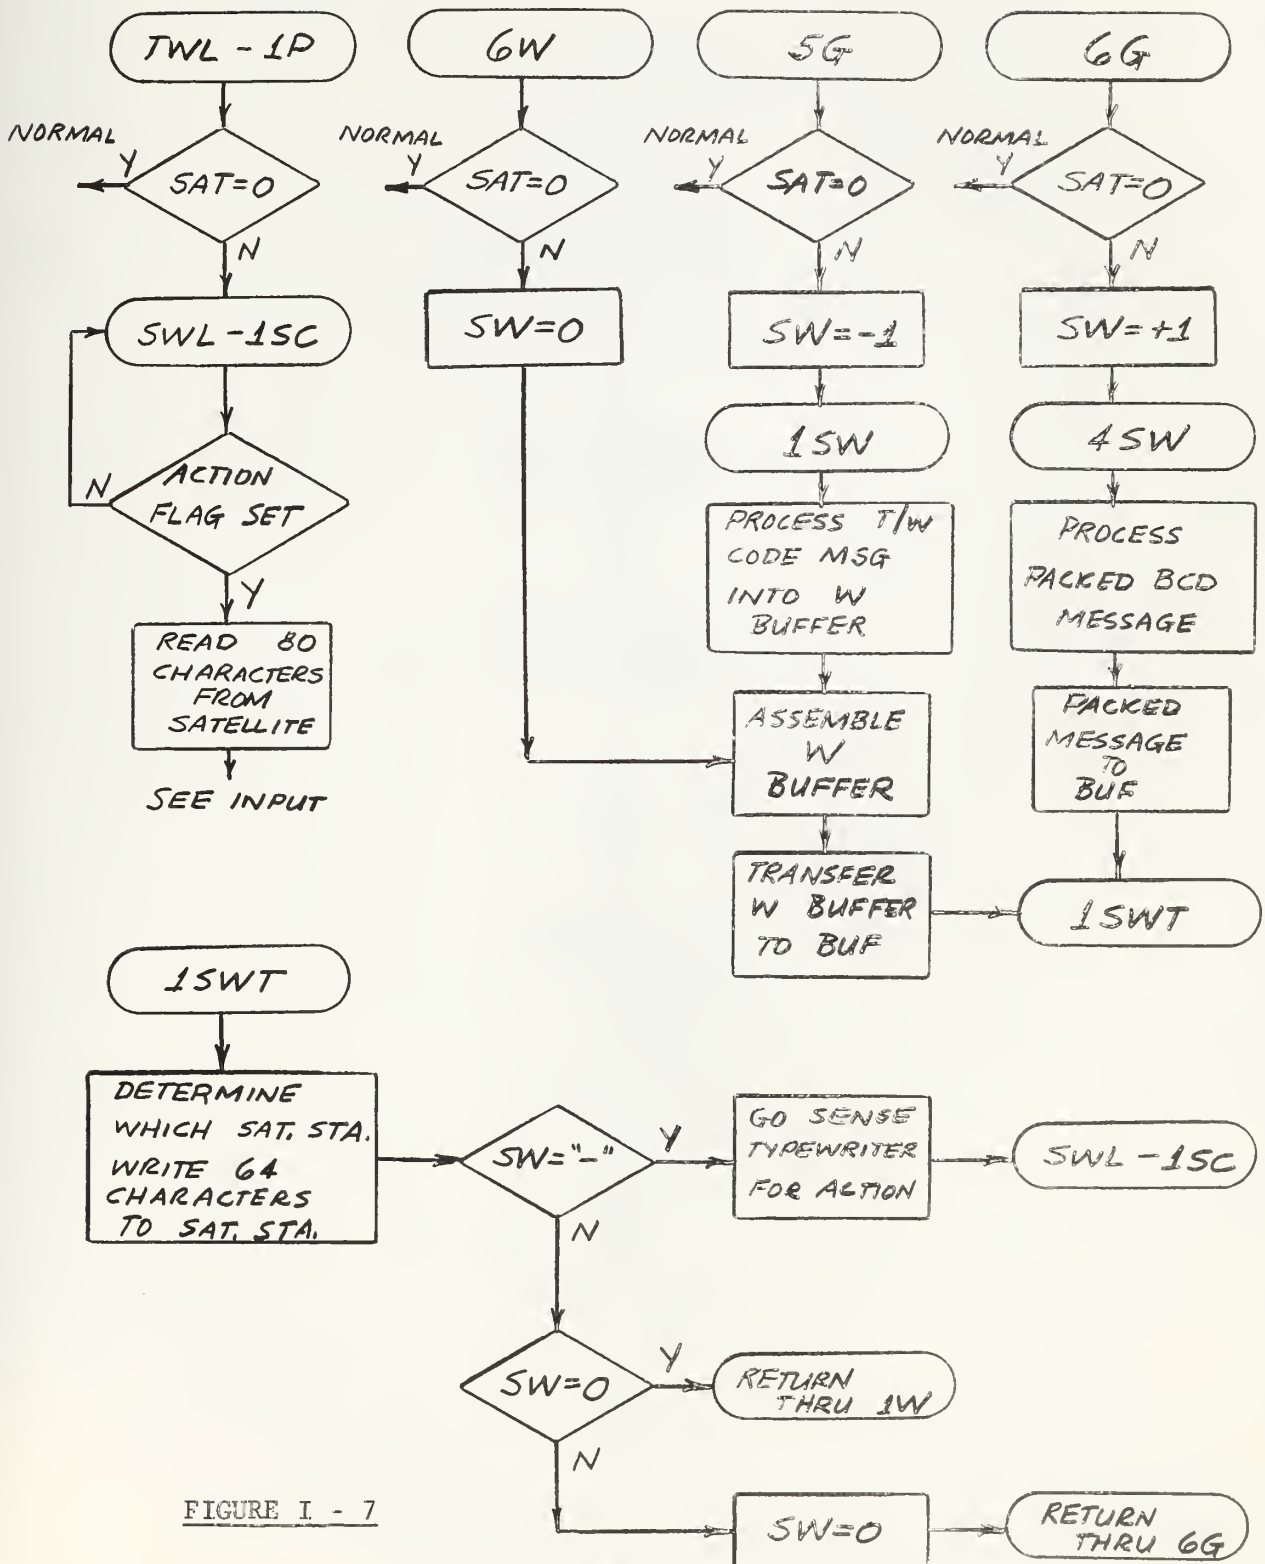 TWL - 1P
6W
5G
6G
NORMAL
Y
SAT=0
N
NORMAL
Y
SAT=0
N
NORMAL
Y
SAT=0
N
NORMAL
Y
SAT=0
N
SWL - 1SC
SW=0
SW=-1
SW=+1
1SW
4SW
ACTION
FLAG SET
N
Y
PROCESS T/W
CODE MSG
INTO W
BUFFER
PROCESS
PACKED BCD
MESSAGE
READ 80
CHARACTERS
FROM
SATELLITE
SEE INPUT
ASSEMBLE
W
BUFFER
PACKED
MESSAGE
TO
BUF
TRANSFER
W BUFFER
TO BUF
1SWT
1SWT
DETERMINE
WHICH SAT. STA.
WRITE 64
CHARACTERS
TO SAT. STA.
SW="-"
Y
N
GO SENSE
TYPEWRITER
FOR ACTION
SWL - 1SC
SW=0
Y
N
RETURN
THRU 1W
SW=0
RETURN
THRU 6G
FIGURE I - 7